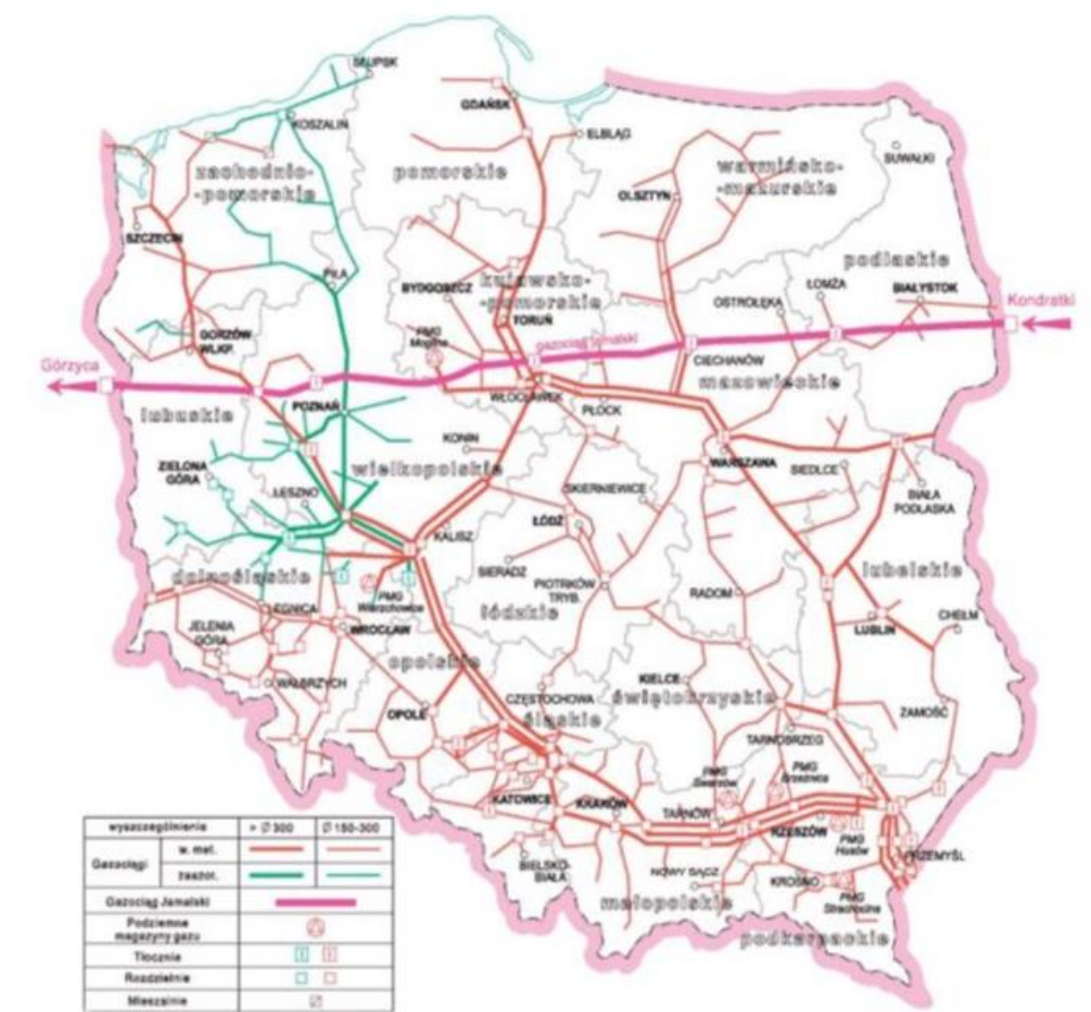 SŁUPSK
KOSZALIN
GDAŃSK
ELBLĄG
zachodnio-
-pomorskie
pomorskie
warmińsko-
-mazurskie
SUWAŁKI
OLSZTYN
SZCZECIN
podlaskie
PIŁA
BYDGOSZCZ
kujawsko-
-pomorskie
OSTROŁĘKA
ŁOMŻA
BIAŁYSTOK
Kondratki
TORUŃ
GORZÓW
WLKP.
PMG
Mogilno
gazociąg Jamalski
CIECHANÓW
Górzyca
mazowieckie
WŁOCŁAWEK
PŁOCK
lubuskie
POZNAŃ
KONIN
WARSZAWA
SIEDLCE
ZIELONA
GÓRA
wielkopolskie
LESZNO
SKIERNIEWICE
BIAŁA
PODLASKA
ŁÓDŹ
KALISZ
SIERADZ
PIOTRKÓW
TRYB.
lubelskie
dolnośląskie
PMG
Wierzchowice
RADOM
łódzkie
LEGNICA
CHEŁM
JELENIA
GÓRA
WROCŁAW
LUBLIN
opolskie
KIELCE
WAŁBRZYCH
CZĘSTOCHOWA
świętokrzyskie
OPOLE
śląskie
ZAMOŚĆ
TARNOBRZEG
PMG
Swarzów
PMG
Brzeźnica
KATOWICE
KRAKÓW
TARNÓW
RZESZÓW
PMG
Husów
PRZEMYŚL
BIELSKO-
BIAŁA
NOWY SĄCZ
KROSNO
PMG
Strachocina
małopolskie
podkarpackie
wyszczególnienie > Ø 300 Ø 150-300
Gazociągi w. met.
zaazot.
Gazociąg Jamalski
Podziemne
magazyny gazu
Tłocznie
Rozdzielnie
Mieszalnie